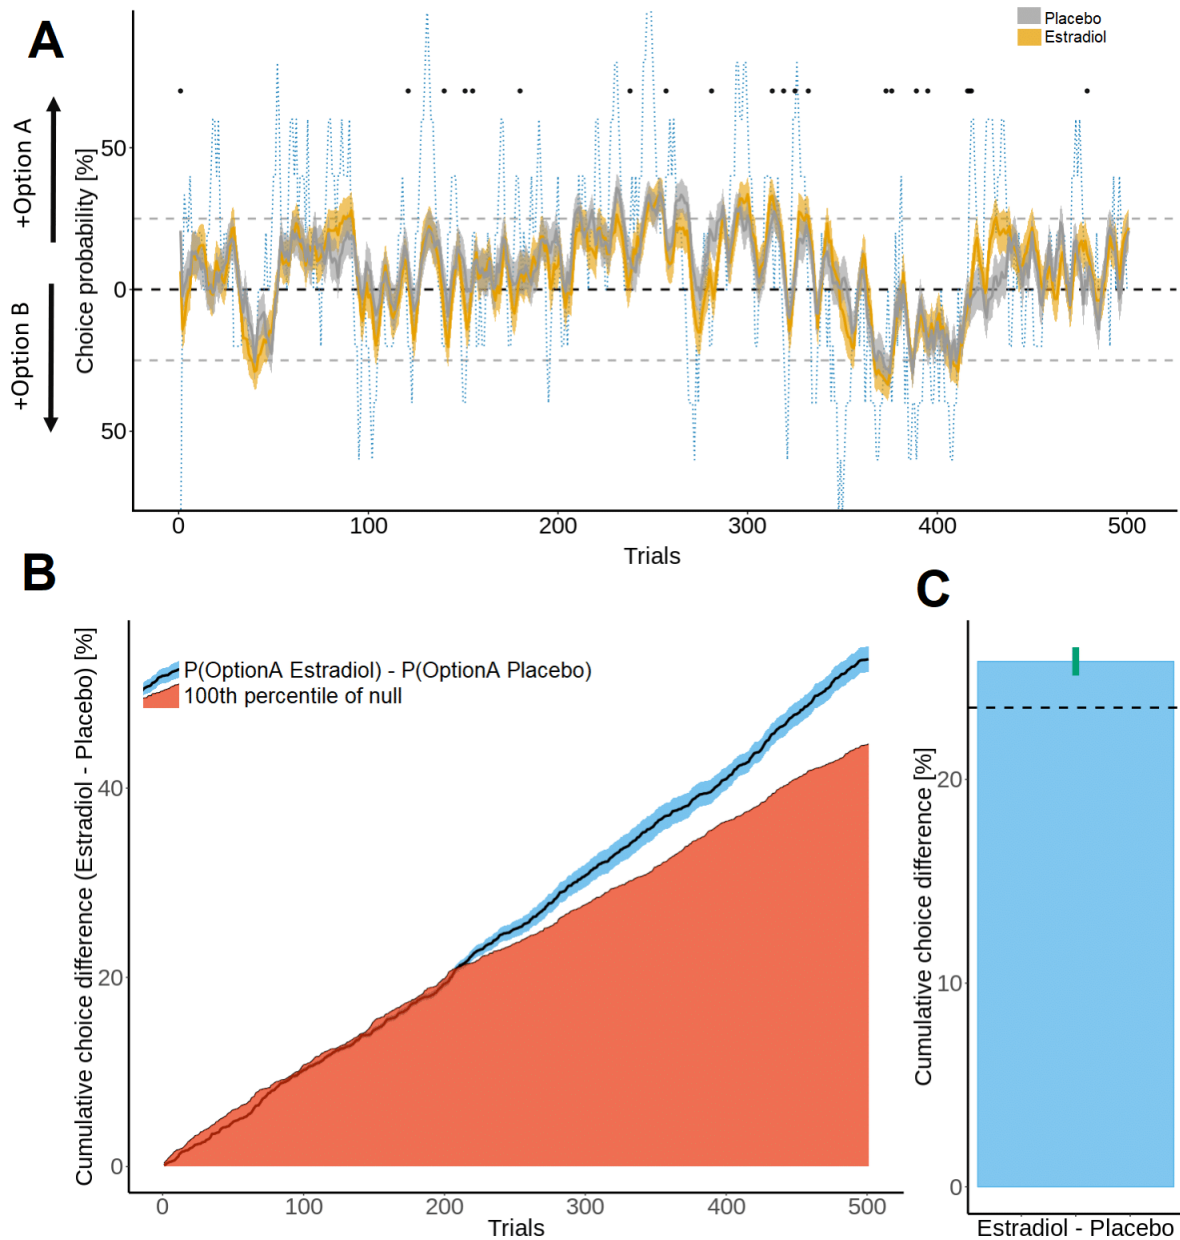 A
Placebo
Estradiol
+Option A
+Option B
Choice probability [%]
50
0
50
0
100
200
300
400
500
Trials
B
Cumulative choice difference (Estradiol - Placebo) [%]
P(OptionA Estradiol) - P(OptionA Placebo)
100th percentile of null
40
20
0
0
100
200
300
400
500
Trials
C
Cumulative choice difference [%]
20
10
0
Estradiol - Placebo